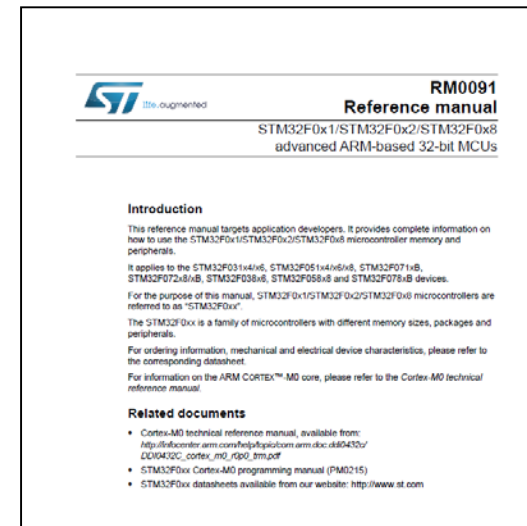 life.augmented
RM0091
Reference manual
STM32F0x1/STM32F0x2/STM32F0x8
advanced ARM-based 32-bit MCUs
Introduction
This reference manual targets application developers. It provides complete information on
how to use the STM32F0x1/STM32F0x2/STM32F0x8 microcontroller memory and
peripherals.
It applies to the STM32F031x4/x6, STM32F051x4/x6/x8, STM32F071xB,
STM32F072x8/xB, STM32F038x6, STM32F058x8 and STM32F078xB devices.
For the purpose of this manual, STM32F0x1/STM32F0x2/STM32F0x8 microcontrollers are
referred to as "STM32F0xx".
The STM32F0xx is a family of microcontrollers with different memory sizes, packages and
peripherals.
For ordering information, mechanical and electrical device characteristics, please refer to
the corresponding datasheet.
For information on the ARM CORTEX™-M0 core, please refer to the Cortex-M0 technical
reference manual.
Related documents
• Cortex-M0 technical reference manual, available from:
http://infocenter.arm.com/help/topic/com.arm.doc.ddi0432c/
DDI0432C_cortex_m0_r0p0_trm.pdf
• STM32F0xx Cortex-M0 programming manual (PM0215)
• STM32F0xx datasheets available from our website: http://www.st.com